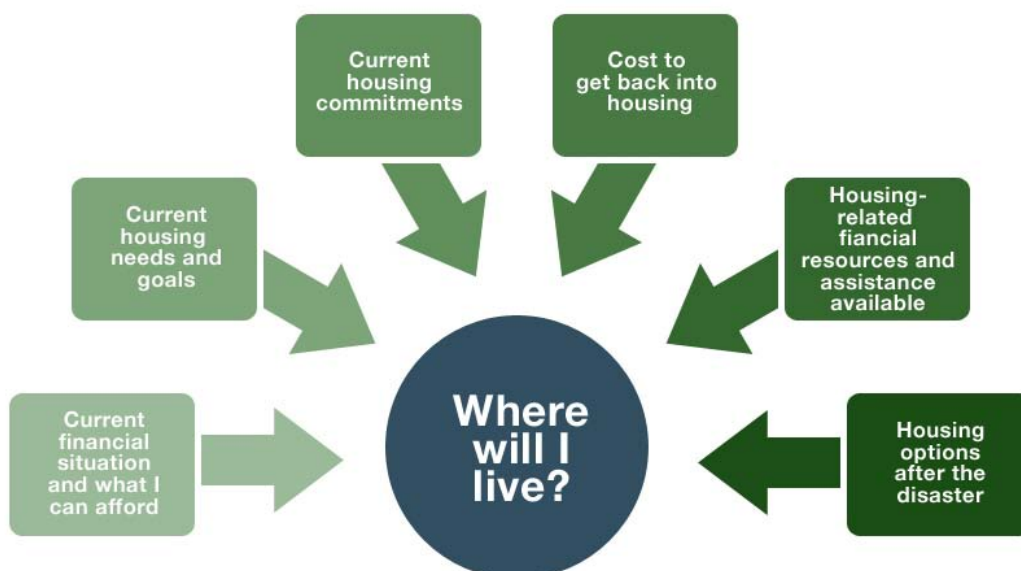 Current
financial
situation
and what I
can afford
Current
housing
needs and
goals
Current
housing
commitments
Cost to
get back into
housing
Housing-
related
fiancial
resources and
assistance
available
Housing
options
after the
disaster
Where
will I
live?